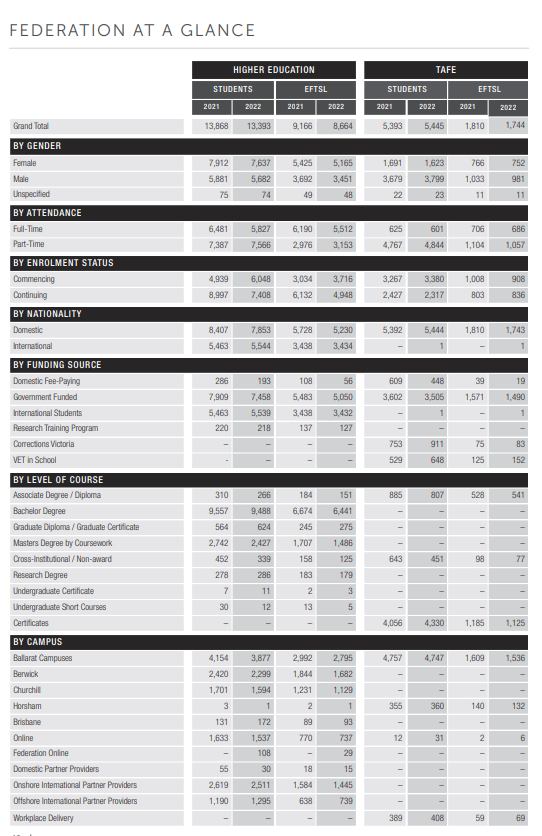 FEDERATION AT A GLANCE
HIGHER EDUCATION TAFE
STUDENTS EFTSL STUDENTS EFTSL
2021 2022 2021 2022 2021 2022 2021 2022
Grand Total 13,868 13,393 9,166 8,664 5,393 5,445 1,810 1,744
BY GENDER
Female 7,912 7,637 5,425 5,165 1,691 1,623 766 752
Male 5,881 5,682 3,692 3,451 3,679 3,799 1,033 981
Unspecified 75 74 49 48 22 23 11 11
BY ATTENDANCE
Full-Time 6,481 5,827 6,190 5,512 625 601 706 686
Part-Time 7,387 7,566 2,976 3,153 4,767 4,844 1,104 1,057
BY ENROLMENT STATUS
Commencing 4,939 6,048 3,034 3,716 3,267 3,380 1,008 908
Continuing 8,997 7,408 6,132 4,948 2,427 2,317 803 836
BY NATIONALITY
Domestic 8,407 7,853 5,728 5,230 5,392 5,444 1,810 1,743
International 5,463 5,544 3,438 3,434 – 1 – 1
BY FUNDING SOURCE
Domestic Fee-Paying 286 193 108 56 609 448 39 19
Government Funded 7,909 7,458 5,483 5,050 3,602 3,505 1,571 1,490
International Students 5,463 5,539 3,438 3,432 – 1 – 1
Research Training Program 220 218 137 127 – – – –
Corrections Victoria – – – – 753 911 75 83
VET in School - – – – 529 648 125 152
BY LEVEL OF COURSE
Associate Degree / Diploma 310 266 184 151 885 807 528 541
Bachelor Degree 9,557 9,488 6,674 6,441 – – – –
Graduate Diploma / Graduate Certificate 564 624 245 275 – – – –
Masters Degree by Coursework 2,742 2,427 1,707 1,486 – – – –
Cross-Institutional / Non-award 452 339 158 125 643 451 98 77
Research Degree 278 286 183 179 – – – –
Undergraduate Certificate 7 11 2 3 – – – –
Undergraduate Short Courses 30 12 13 5 – – – –
Certificates – – – – 4,056 4,330 1,185 1,125
BY CAMPUS
Ballarat Campuses 4,154 3,877 2,992 2,795 4,757 4,747 1,609 1,536
Berwick 2,420 2,299 1,844 1,682 – – – –
Churchill 1,701 1,594 1,231 1,129 – – – –
Horsham 3 1 2 1 355 360 140 132
Brisbane 131 172 89 93 – – – –
Online 1,633 1,537 770 737 12 31 2 6
Federation Online – 108 – 29 – – – –
Domestic Partner Providers 55 30 18 15 – – – –
Onshore International Partner Providers 2,619 2,511 1,584 1,445 – – – –
Offshore International Partner Providers 1,190 1,295 638 739 – – – –
Workplace Delivery – – – – 389 408 59 69